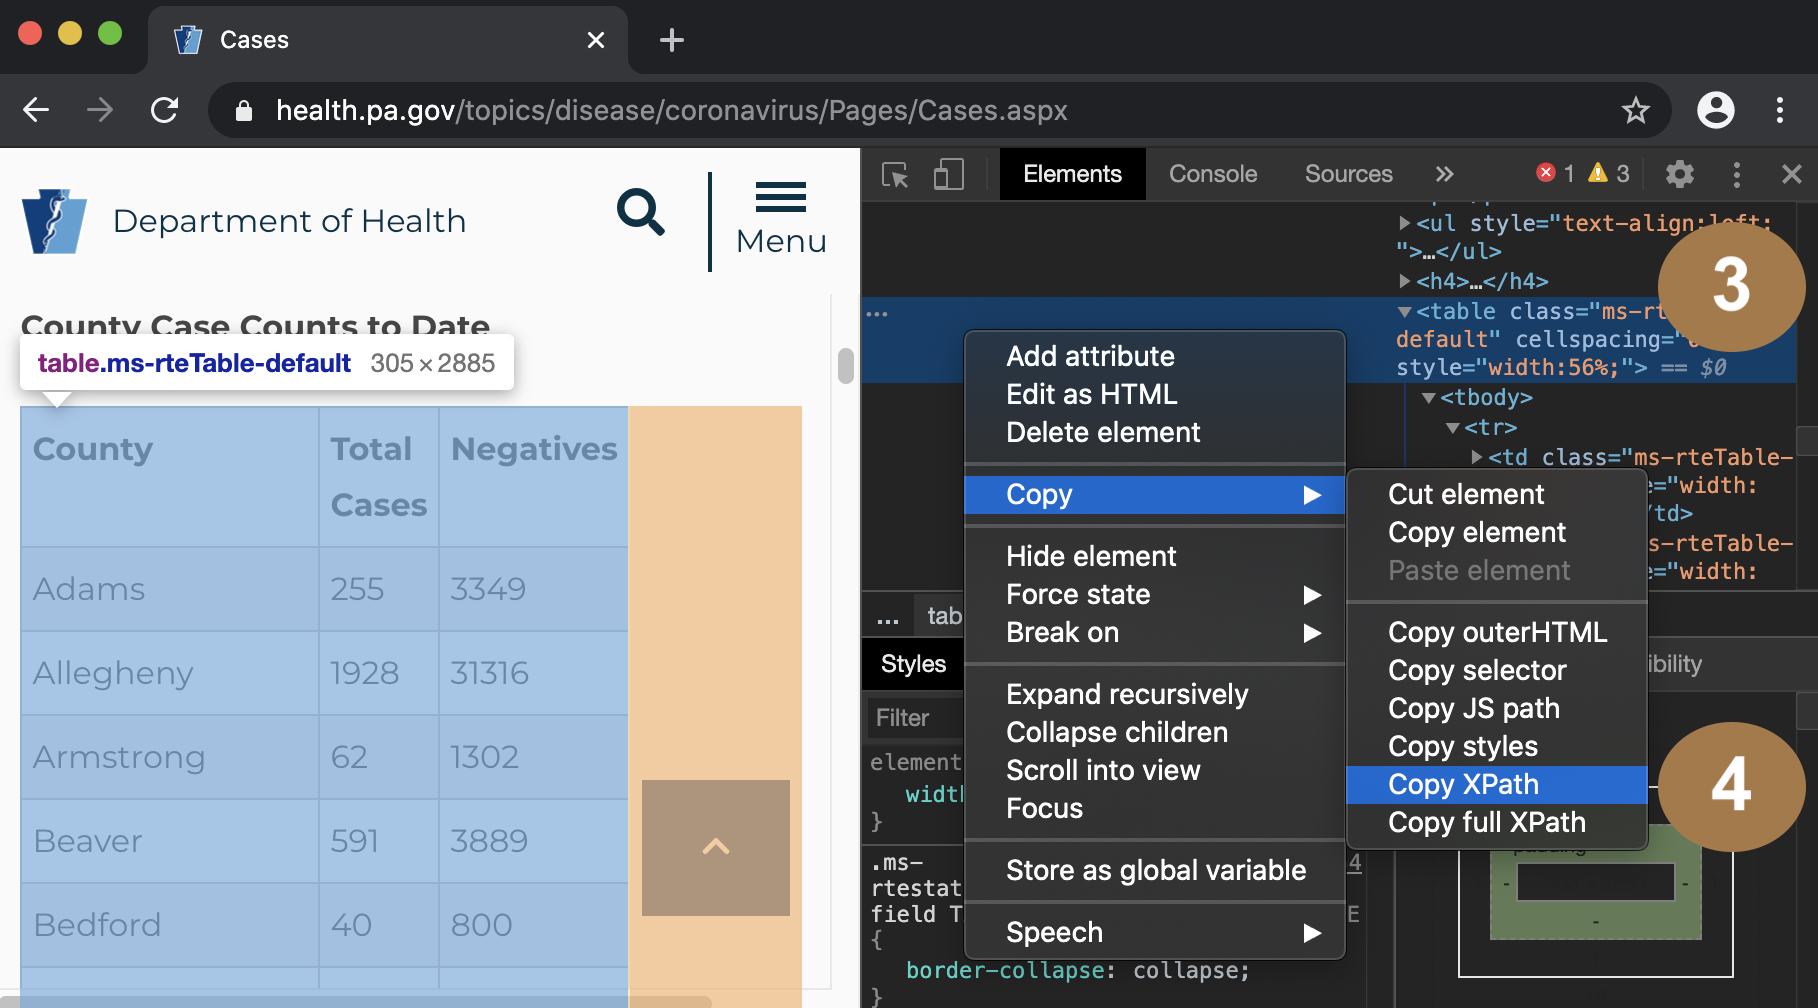 Cases
health.pa.gov/topics/disease/coronavirus/Pages/Cases.aspx
Department of Health
Menu
Elements
Console
Sources
»
1
3
County Case Counts to Date
table.ms-rteTable-default 305 × 2885
County
Total Cases
Negatives
Adams 255 3349
Allegheny 1928 31316
Armstrong 62 1302
Beaver 591 3889
Bedford 40 800
<ul style="text-align:left:
">…</ul>
<h4>…</h4>
3
…
<table class="ms-rt
default" cellspacing="
style="width:56%;"> == $0
<tbody>
<tr>
<td class="ms-rteTable-
="width:
/td>
s-rteTable-
="width:
Add attribute
Edit as HTML
Delete element
Copy
Hide element
Force state
Break on
Expand recursively
Collapse children
Scroll into view
Focus
Store as global variable
Speech
Cut element
Copy element
Paste element
Copy outerHTML
Copy selector
Copy JS path
Copy styles
Copy XPath
Copy full XPath
4
... tab
Styles
ibility
Filter
element
width
}
.ms-
rtestat
field T
{
border-collapse: collapse;
}
4
E
-
-
-